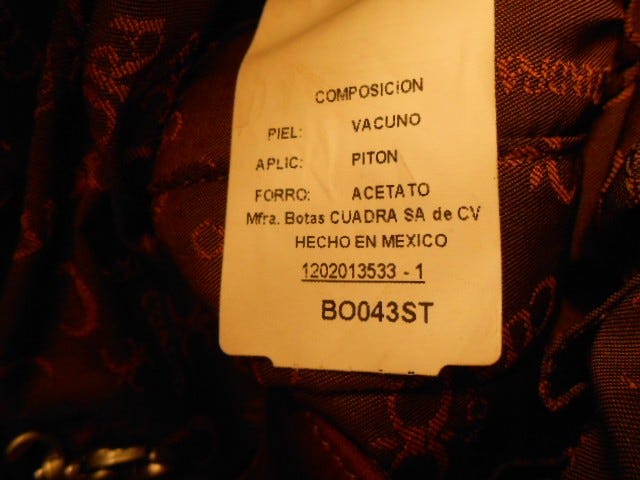 COMPOSICION
PIEL: VACUNO
APLIC: PITON
FORRO: ACETATO
Mfra. Botas CUADRA SA de CV
HECHO EN MEXICO
1202013533 - 1
BO043ST